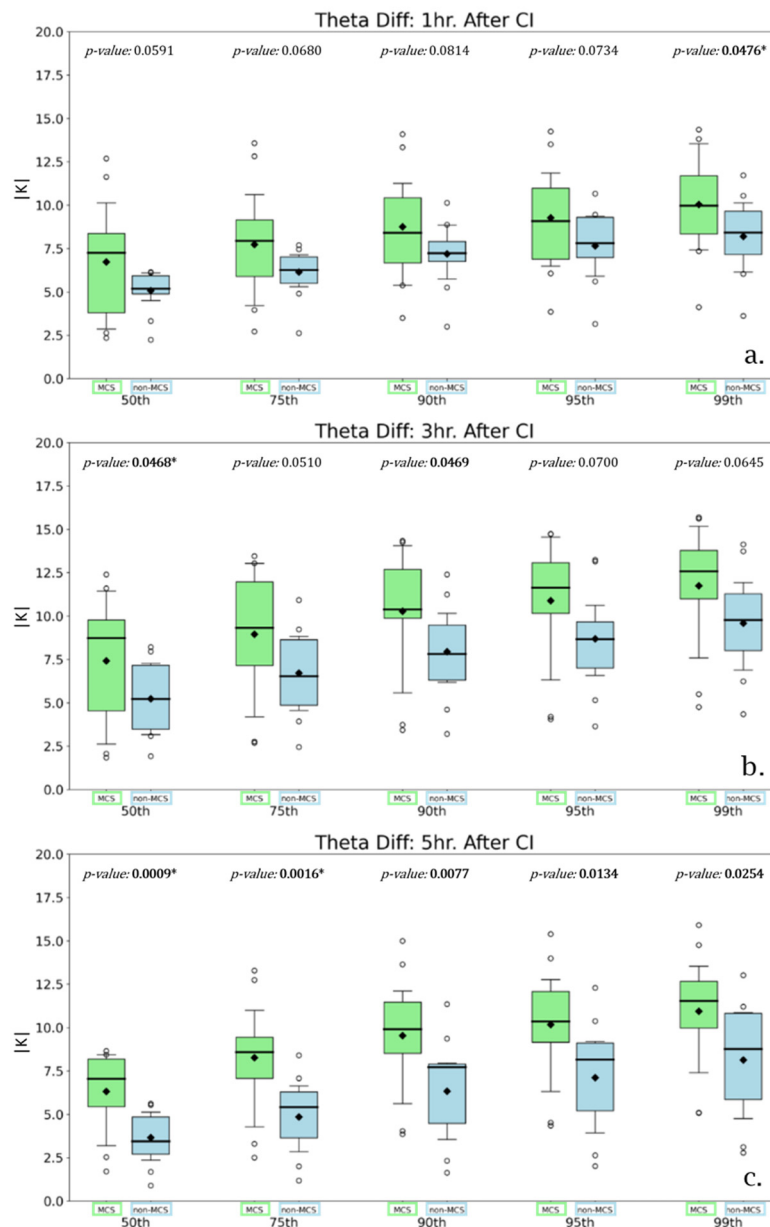 Theta Diff: 1hr. After CI
20.0
17.5
15.0
12.5
10.0
7.5
5.0
2.5
0.0
|K|
p-value: 0.0591 p-value: 0.0680 p-value: 0.0814 p-value: 0.0734 p-value: 0.0476*
a.
MCS non-MCS MCS non-MCS MCS non-MCS MCS non-MCS MCS non-MCS
50th 75th 90th 95th 99th
Theta Diff: 3hr. After CI
20.0
17.5
15.0
12.5
10.0
7.5
5.0
2.5
0.0
|K|
p-value: 0.0468* p-value: 0.0510 p-value: 0.0469 p-value: 0.0700 p-value: 0.0645
b.
MCS non-MCS MCS non-MCS MCS non-MCS MCS non-MCS MCS non-MCS
50th 75th 90th 95th 99th
Theta Diff: 5hr. After CI
20.0
17.5
15.0
12.5
10.0
7.5
5.0
2.5
0.0
|K|
p-value: 0.0009* p-value: 0.0016* p-value: 0.0077 p-value: 0.0134 p-value: 0.0254
c.
MCS non-MCS MCS non-MCS MCS non-MCS MCS non-MCS MCS non-MCS
50th 75th 90th 95th 99th